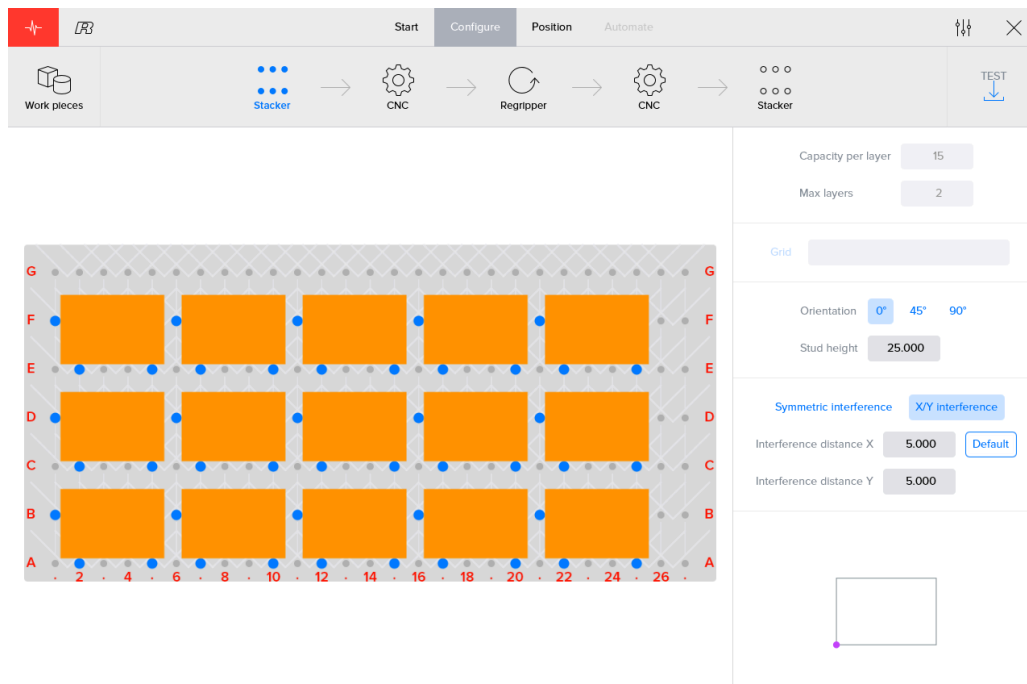 R
Start Configure Position Automate
Work pieces Stacker CNC Regripper CNC Stacker TEST
Capacity per layer 15
Max layers 2
Grid
Orientation 0° 45° 90°
Stud height 25.000
Symmetric interference X/Y interference
Interference distance X 5.000 Default
Interference distance Y 5.000
G G
F F
E E
D D
C C
B B
A A
· 2 · 4 · 6 · 8 · 10 · 12 · 14 · 16 · 18 · 20 · 22 · 24 · 26 ·